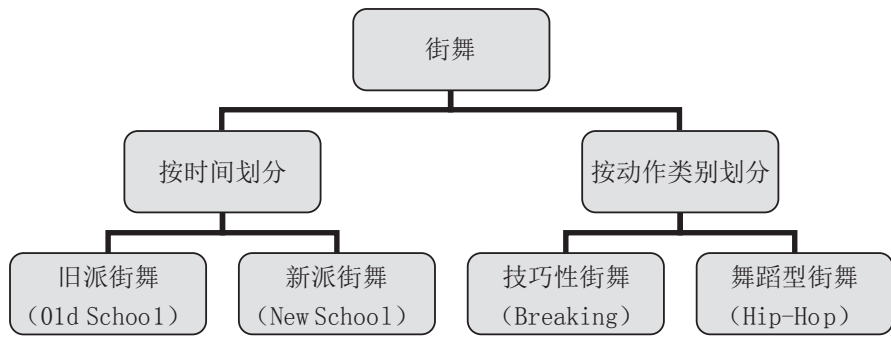 街舞
按时间划分
按动作类别划分
旧派街舞
（Old School）
新派街舞
（New School）
技巧性街舞
（Breaking）
舞蹈型街舞
（Hip-Hop）